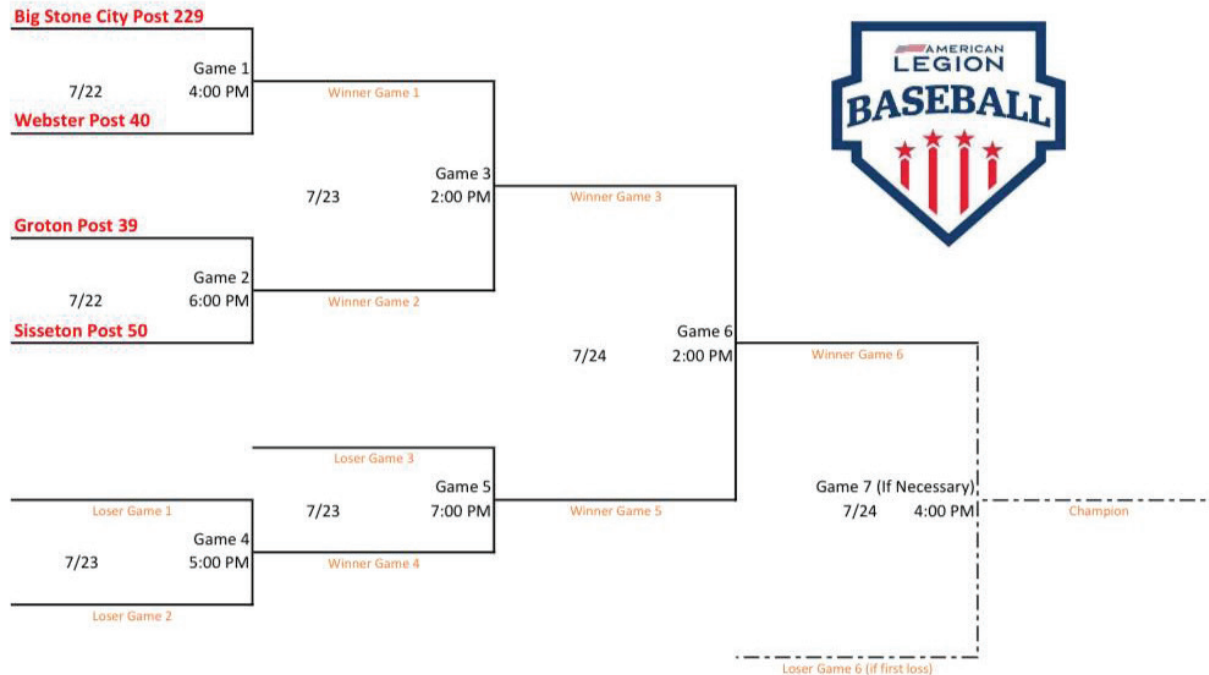 Big Stone City Post 229
Game 1
7/22 4:00 PM
Winner Game 1
Webster Post 40
AMERICAN
LEGION
BASEBALL
Game 3
7/23 2:00 PM
Winner Game 3
Groton Post 39
Game 2
7/22 6:00 PM
Winner Game 2
Sisseton Post 50
Game 6
7/24 2:00 PM
Winner Game 6
Loser Game 3
Game 5
7/23 7:00 PM
Winner Game 5
Loser Game 1
Game 4
7/23 5:00 PM
Winner Game 4
Loser Game 2
Game 7 (If Necessary)
7/24 4:00 PM
Champion
Loser Game 6 (if first loss)